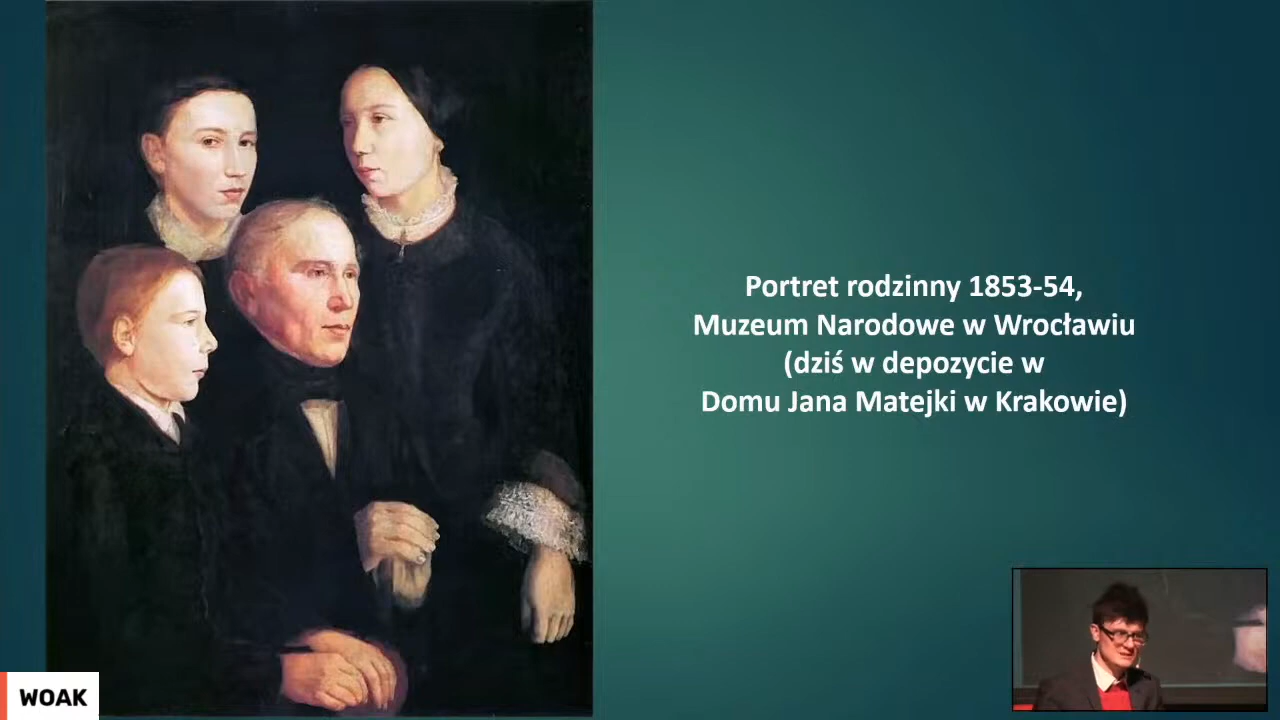 Portret rodzinny 1853-54,
Muzeum Narodowe w Wrocławiu
(dziś w depozycie w
Domu Jana Matejki w Krakowie)
WOAK